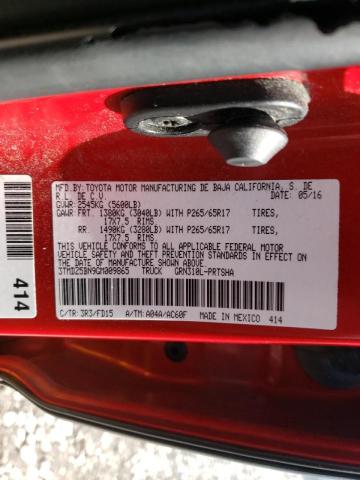 MFD.BY: TOYOTA MOTOR MANUFACTURING DE BAJA CALIFORNIA, S. DE
R.L. DE C.V. DATE: 05/16
GVWR: 2545KG (5600LB)
GAWR FRT. 1380KG (3040LB) WITH P265/65R17 TIRES,
17X7.5 RIMS
RR. 1490KG (3280LB) WITH P265/65R17 TIRES,
17X7.5 RIMS
THIS VEHICLE CONFORMS TO ALL APPLICABLE FEDERAL MOTOR
VEHICLE SAFETY AND THEFT PREVENTION STANDARDS IN EFFECT ON
THE DATE OF MANUFACTURE SHOWN ABOVE.
3TMDZ5BN9GM009865 TRUCK GRN310L-PRTSHA
C/TR: 3R3/FD15 A/TM: A04A/AC60F MADE IN MEXICO 414
414